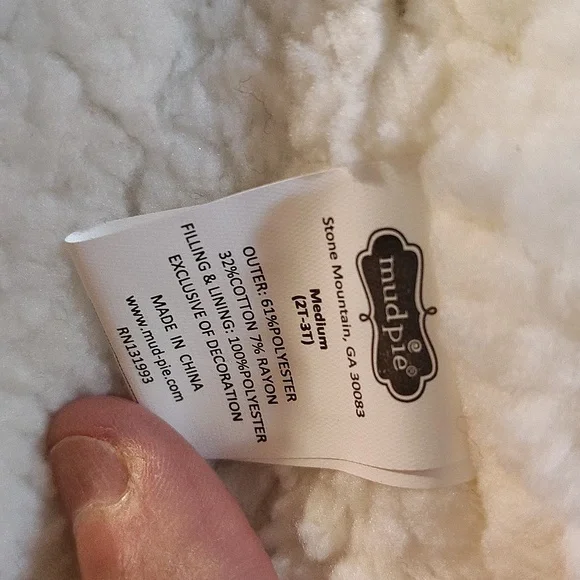 mudpie®
Stone Mountain, GA 30083
Medium
(2T-3T)
OUTER: 61%POLYESTER
32%COTTON 7% RAYON
FILLING & LINING: 100%POLYESTER
EXCLUSIVE OF DECORATION
MADE IN CHINA
www.mud-pie.com
RN131993